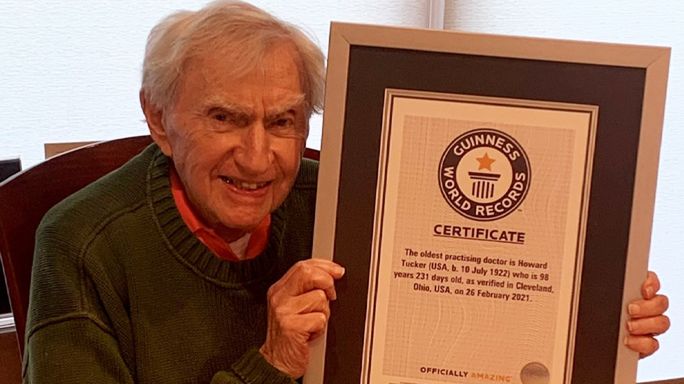 GUINNESS
WORLD RECORDS
CERTIFICATE
The oldest practising doctor is Howard
Tucker (USA, b. 10 July 1922) who is 98
years 231 days old, as verified in Cleveland,
Ohio, USA, on 26 February 2021.
OFFICIALLY AMAZING